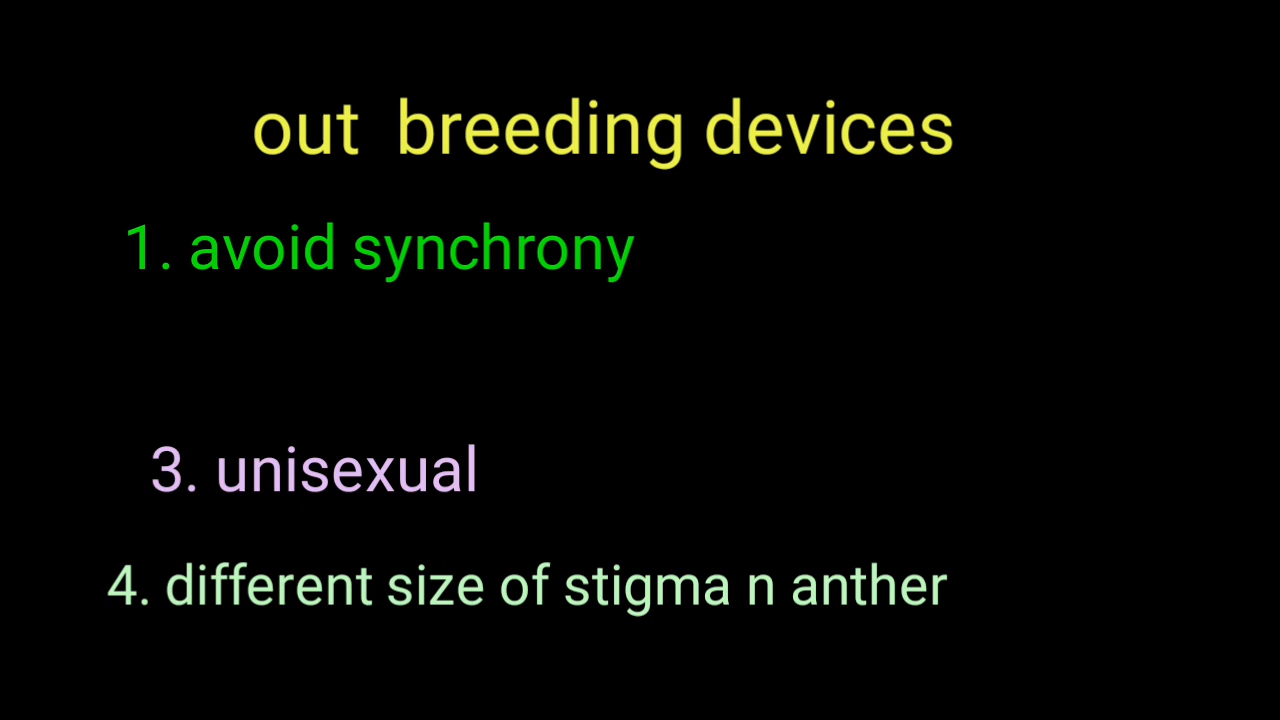 out breeding devices
1. avoid synchrony
3. unisexual
4. different size of stigma n anther